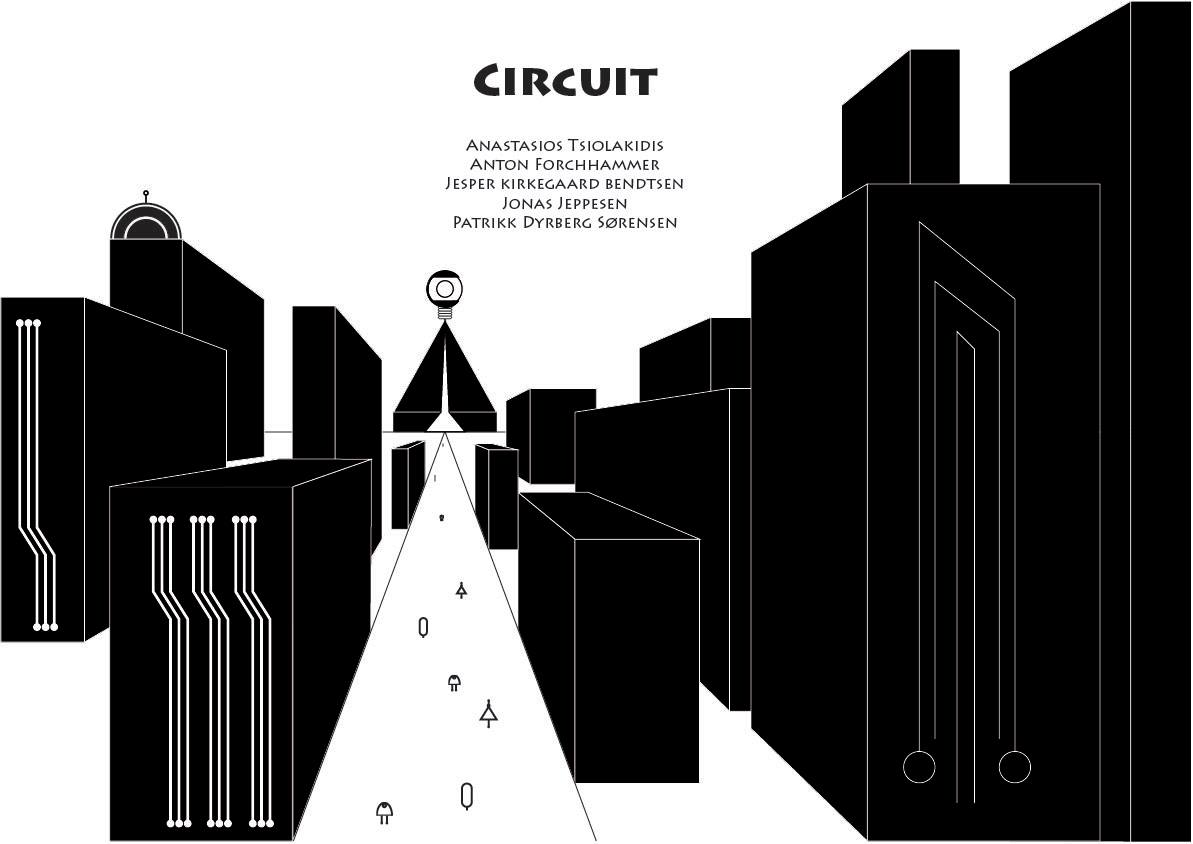 Circuit
Anastasios Tsiolakidis
Anton Forchhammer
Jesper kirkegaard bendtsen
Jonas Jeppesen
Patrikk Dyrberg Sørensen